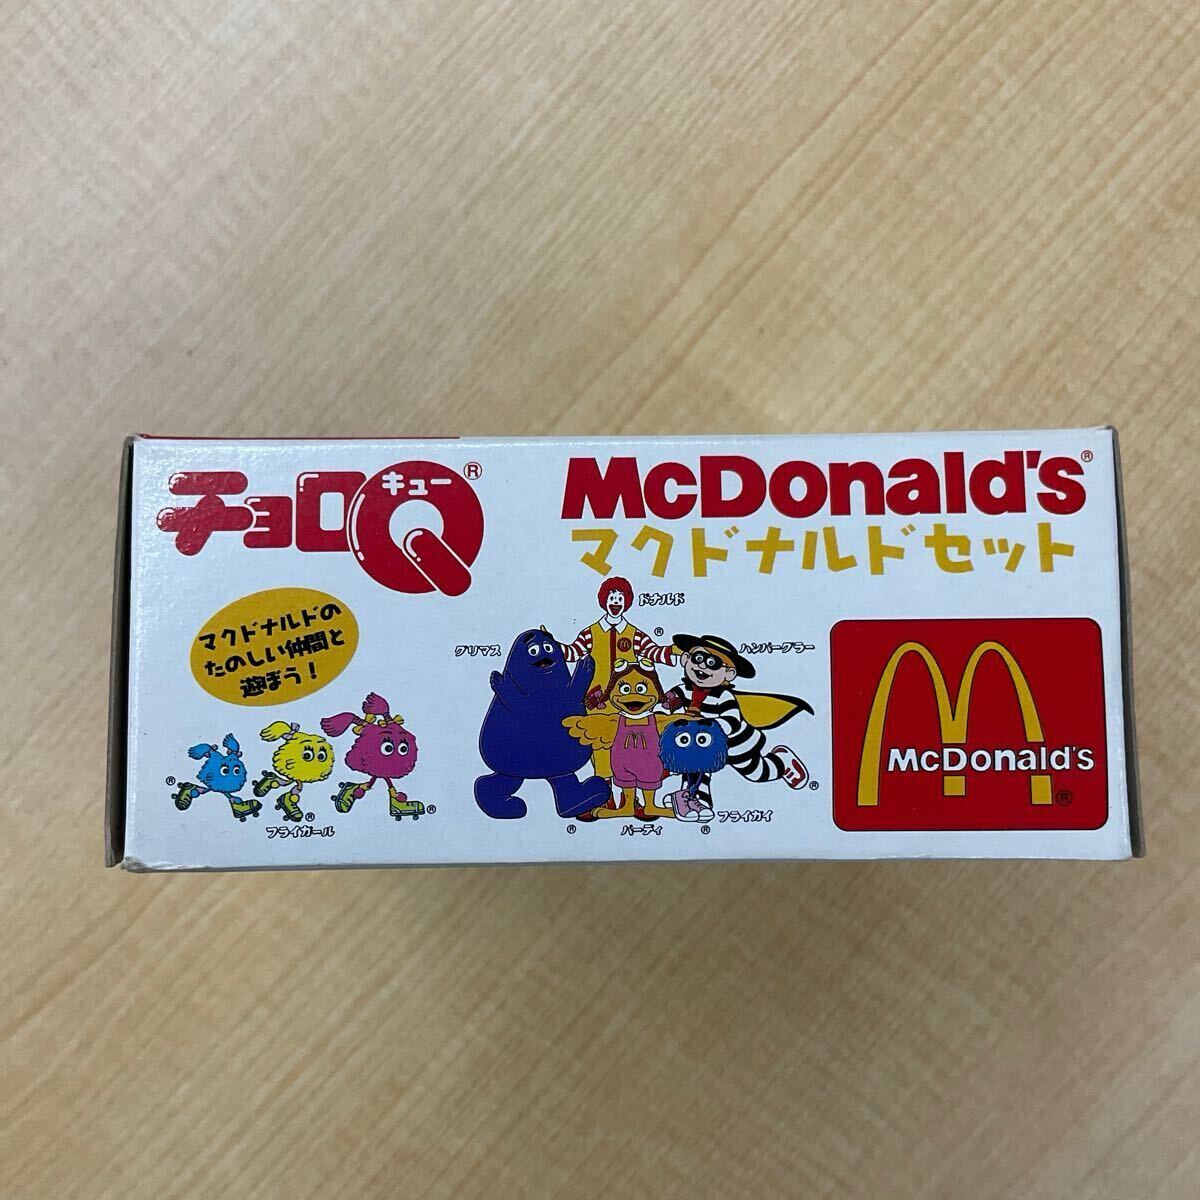 チョロQ®
キュー
McDonald's®
マクドナルドセット
マクドナルドの
たのしい仲間と
遊ぼう!
ドナルド
®
グリマス
ハンバーグラー
®
®
®
フライガール
®
バーディ
®
フライガイ
®
McDonald's
®